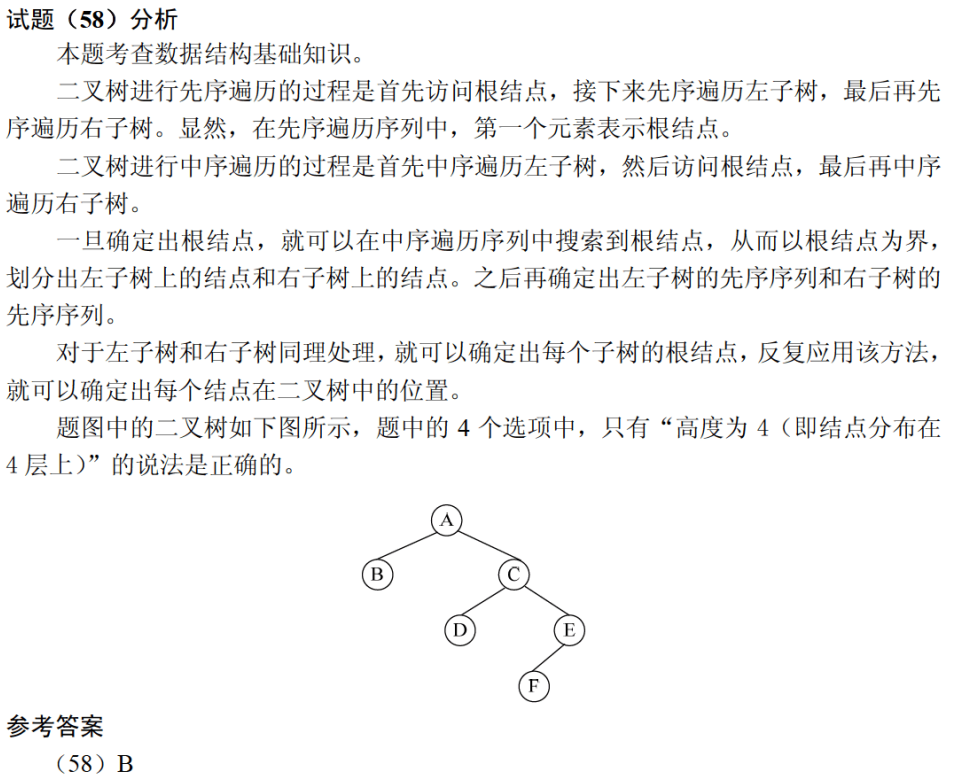 试题（58）分析
本题考查数据结构基础知识。
二叉树进行先序遍历的过程是首先访问根结点，接下来先序遍历左子树，最后再先
序遍历右子树。显然，在先序遍历序列中，第一个元素表示根结点。
二叉树进行中序遍历的过程是首先中序遍历左子树，然后访问根结点，最后再中序
遍历右子树。
一旦确定出根结点，就可以在中序遍历序列中搜索到根结点，从而以根结点为界，
划分出左子树上的结点和右子树上的结点。之后再确定出左子树的先序序列和右子树的
先序序列。
对于左子树和右子树同理处理，就可以确定出每个子树的根结点，反复应用该方法，
就可以确定出每个结点在二叉树中的位置。
题图中的二叉树如下图所示，题中的 4 个选项中，只有“高度为 4（即结点分布在
4 层上）”的说法是正确的。
A
B C
D E
F
参考答案
（58）B